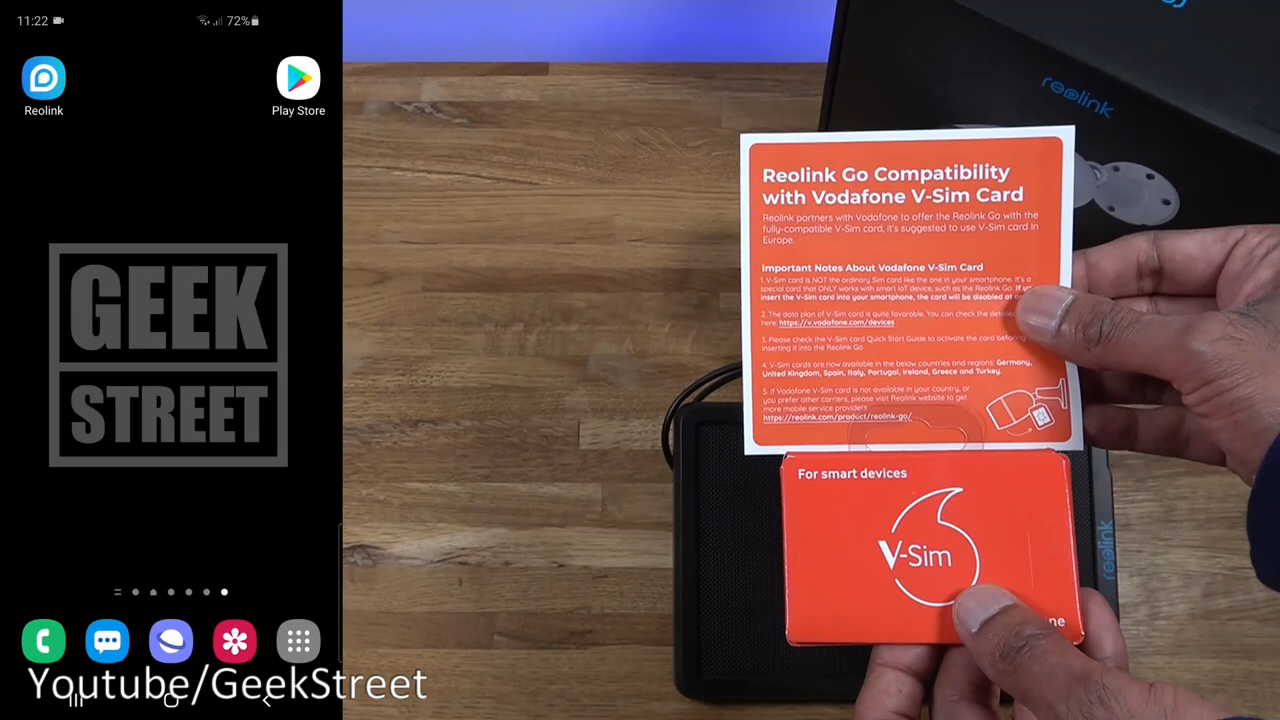 11:22
72%
Reolink
Play Store
GEEK
STREET
Youtube/GeekStreet
reolink
Reolink Go Compatibility
with Vodafone V-Sim Card
Reolink partners with Vodafone to offer the Reolink Go with the
fully-compatible V-Sim card, it's suggested to use V-Sim card in
Europe.
Important Notes About Vodafone V-Sim Card
1. V-Sim card is NOT the ordinary Sim card like the one in your smartphone. It's a
special card that ONLY works with smart IoT device, such as the Reolink Go. If you
insert the V-Sim card into your smartphone, the card will be disabled at
2. The data plan of V-Sim card is quite favorable. You can check the
here: https://v.vodafone.com/devices
3. Please check the V-Sim card Quick Start Guide to activate the card before
inserting it into the Reolink Go
4. V-Sim cards are now available in the below countries and regions: Germany,
United Kingdom, Spain, Italy, Portugal, Ireland, Greece and Turkey.
5. If Vodafone V-Sim card is not available in your country, or
you prefer other carriers, please visit Reolink website to get
more mobile service providers
https://reolink.com/product/reolink-go/
For smart devices
V-Sim
reolink